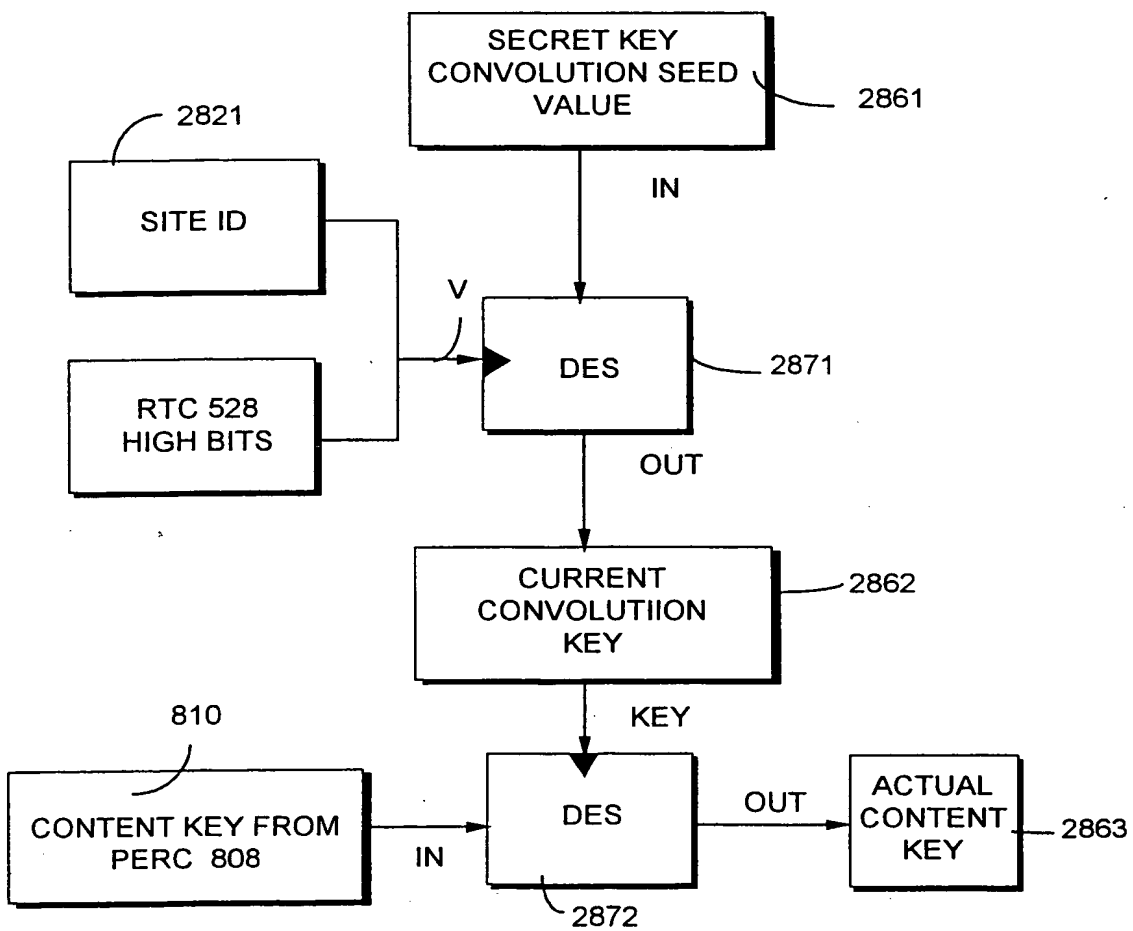 SECRET KEY
CONVOLUTION SEED
VALUE
2861
2821
SITE ID
IN
V
RTC 528
HIGH BITS
DES
2871
OUT
CURRENT
CONVOLUTIION
KEY
2862
KEY
810
CONTENT KEY FROM
PERC 808
IN
DES
2872
OUT
ACTUAL
CONTENT
KEY
2863